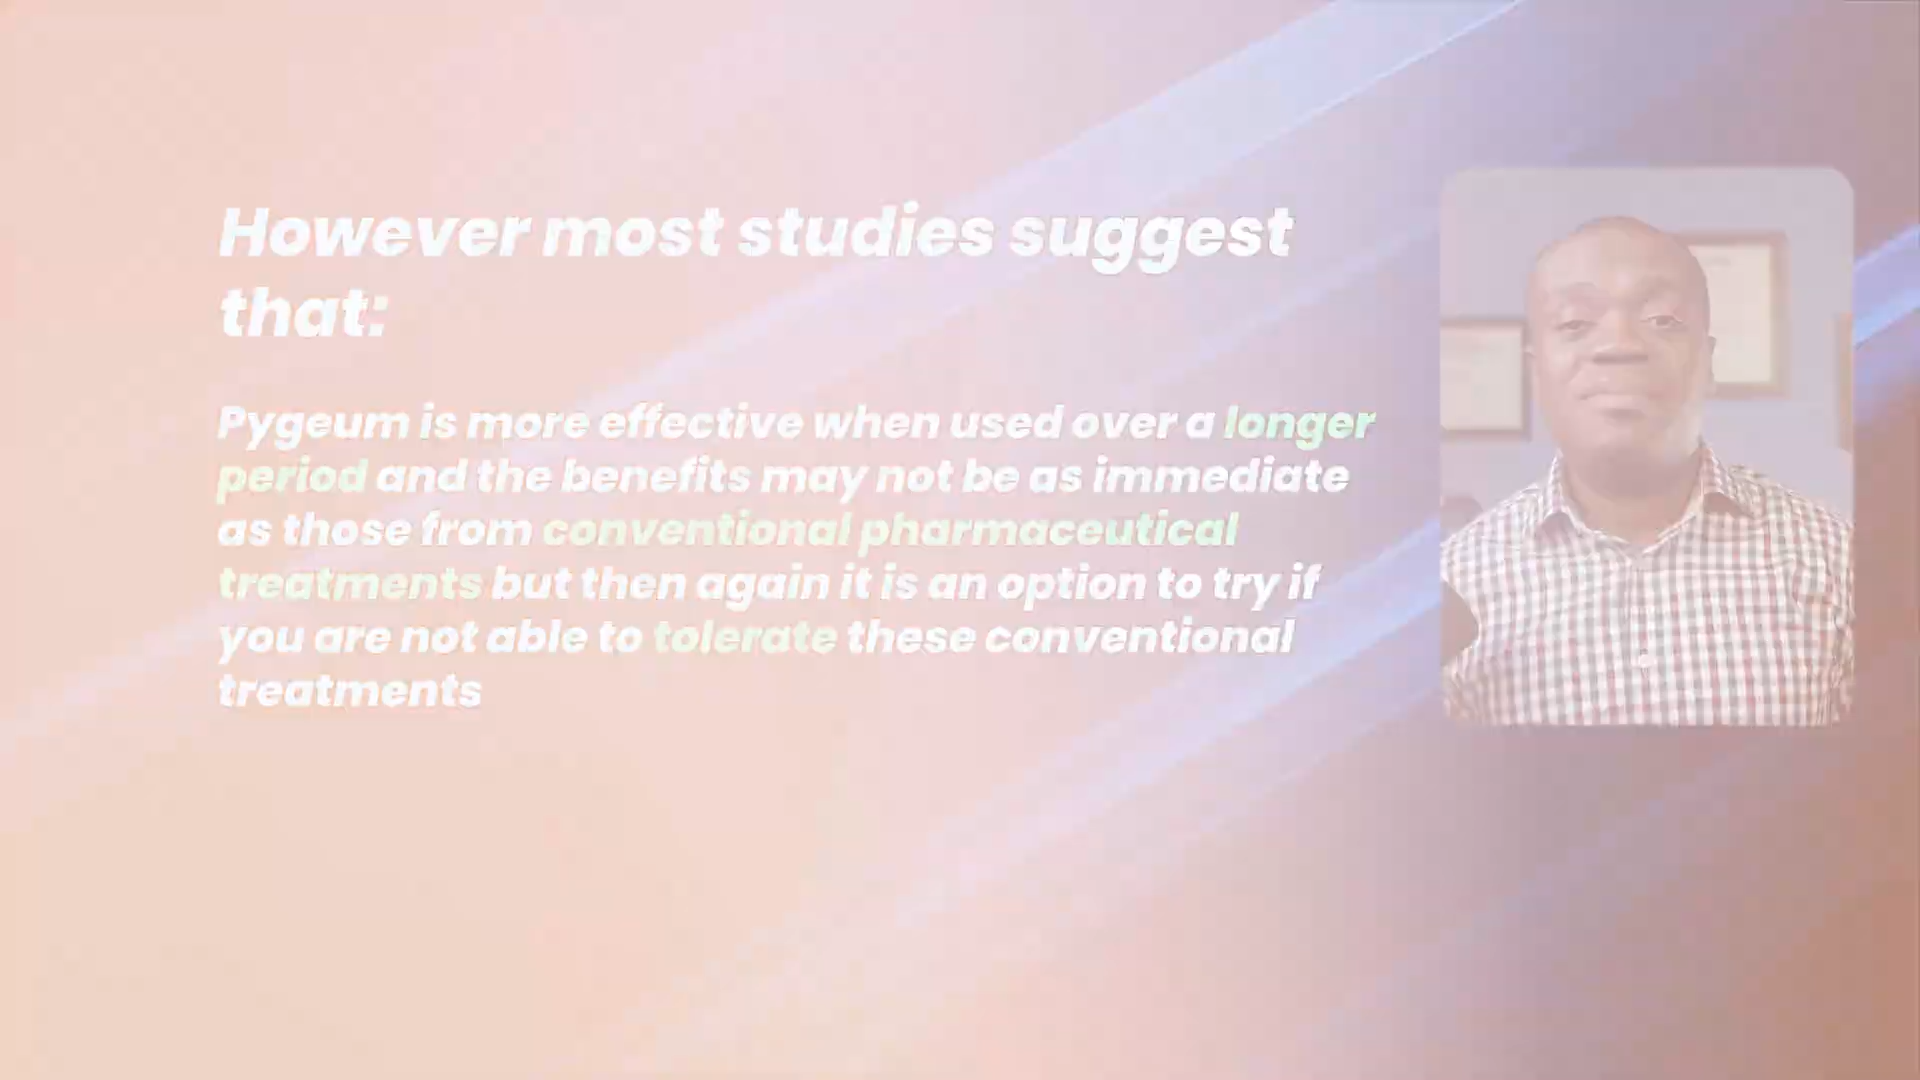 However most studies suggest
that:
Pygeum is more effective when used over a longer
period and the benefits may not be as immediate
as those from conventional pharmaceutical
treatments but then again it is an option to try if
you are not able to tolerate these conventional
treatments